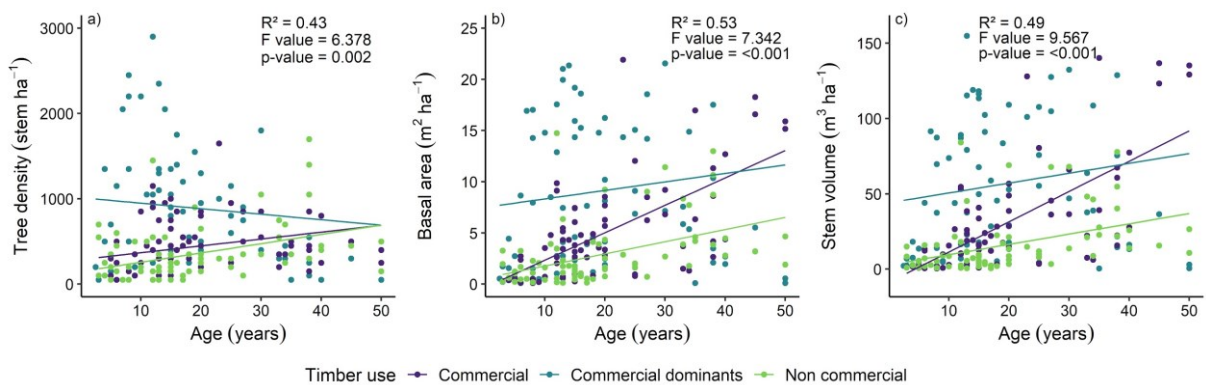 a)
R² = 0.43
F value = 6.378
p-value = 0.002
Tree density (stem ha⁻¹)
3000
2000
1000
0
10 20 30 40 50
Age (years)
b)
R² = 0.53
F value = 7.342
p-value = <0.001
Basal area (m² ha⁻¹)
25
20
15
10
5
0
10 20 30 40 50
Age (years)
c)
R² = 0.49
F value = 9.567
p-value = <0.001
Stem volume (m³ ha⁻¹)
150
100
50
0
10 20 30 40 50
Age (years)
Timber use Commercial Commercial dominants Non commercial